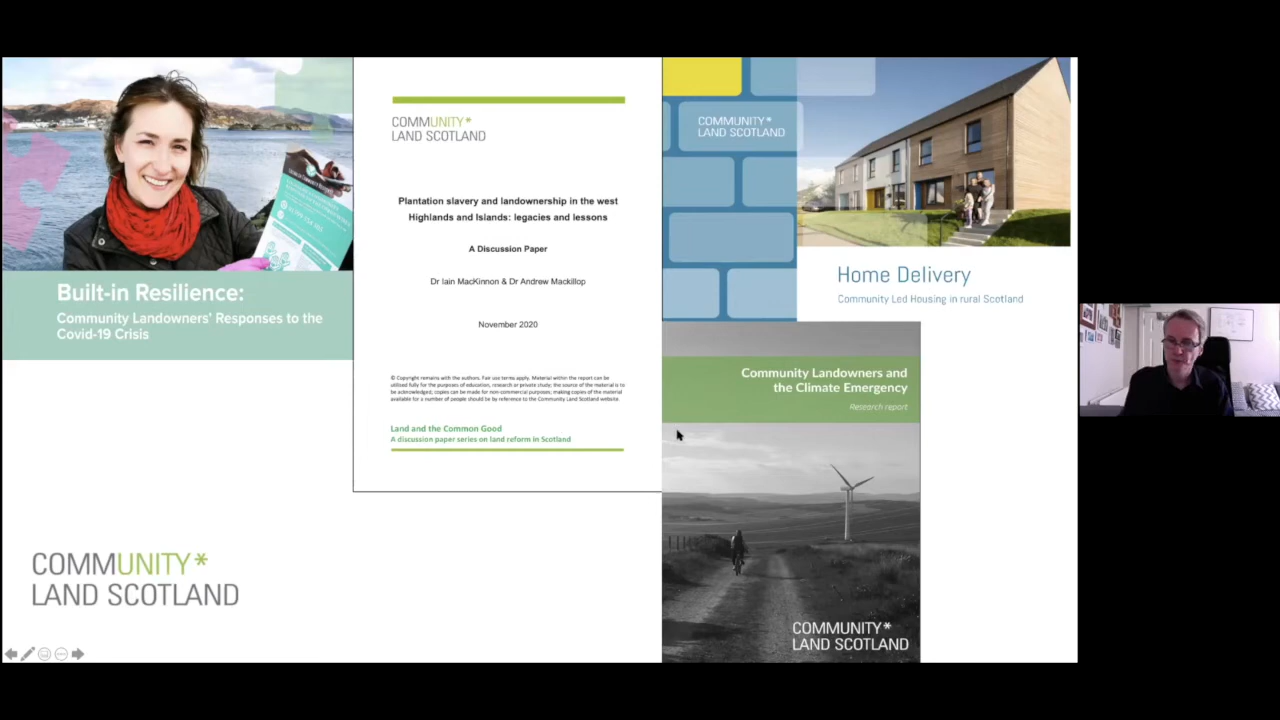 Built-in Resilience:
Community Landowners' Responses to the
Covid-19 Crisis
COMMUNITY*
LAND SCOTLAND
Plantation slavery and landownership in the west
Highlands and Islands: legacies and lessons
A Discussion Paper
Dr Iain MacKinnon & Dr Andrew Mackillop
November 2020
© Copyright remains with the authors. Fair use terms apply. Material within the report can be
utilised fully for the purposes of education, research or private study; the source of the material is to
be acknowledged; copies can be made for non-commercial purposes; making copies of the material
available for a number of people should be by reference to the Community Land Scotland website.
Land and the Common Good
A discussion paper series on land reform in Scotland
COMMUNITY*
LAND SCOTLAND
Home Delivery
Community Led Housing in rural Scotland
Community Landowners and
the Climate Emergency
Research report
COMMUNITY*
LAND SCOTLAND
COMMUNITY*
LAND SCOTLAND